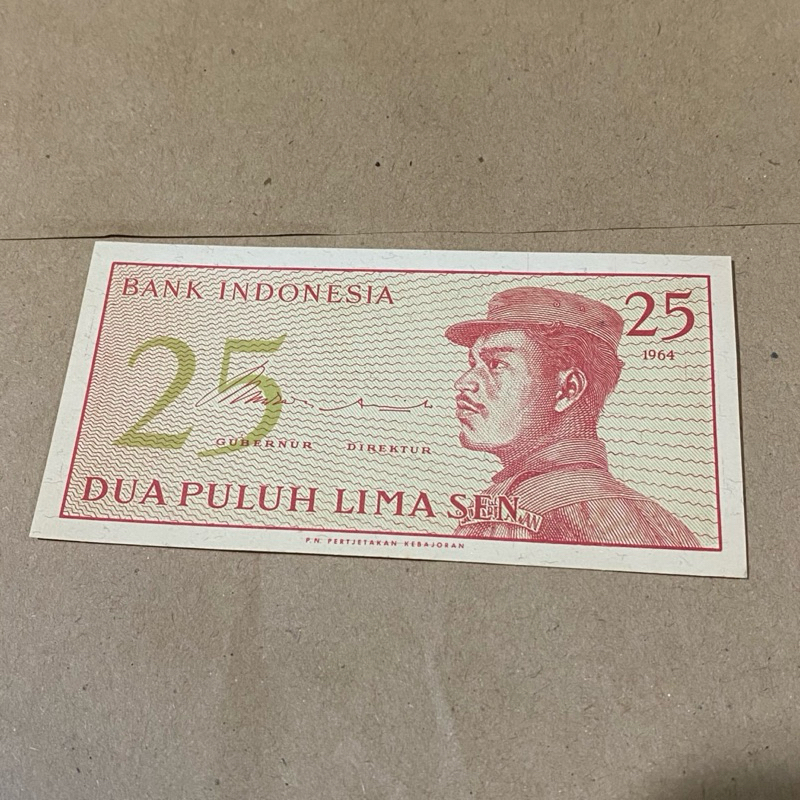 BANK INDONESIA
25
1964
25
GUBERNUR DIREKTUR
DUA PULUH LIMA SEN
P.N. PERTJETAKAN KEBAJORAN